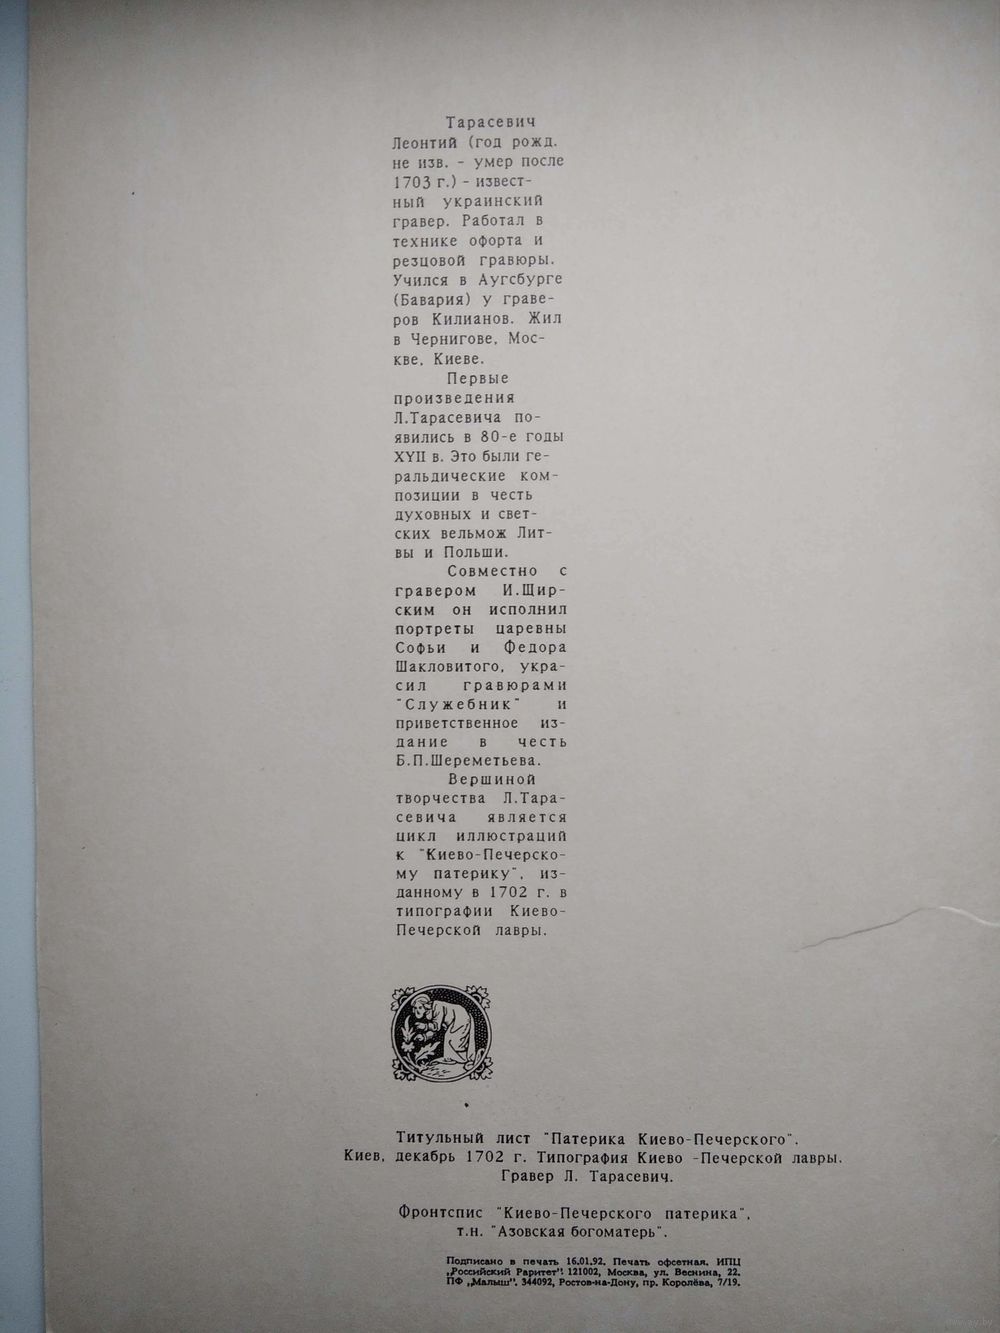 Тарасевич
Леонтий (год рожд.
не изв. - умер после
1703 г.) - извест-
ный украинский
гравер. Работал в
технике офорта и
резцовой гравюры.
Учился в Аугсбурге
(Бавария) у граве-
ров Килианов. Жил
в Чернигове, Мос-
кве, Киеве.
Первые
произведения
Л.Тарасевича по-
явились в 80-е годы
XYII в. Это были ге-
ральдические ком-
позиции в честь
духовных и свет-
ских вельмож Лит-
вы и Польши.
Совместно с
гравером И.Щир-
ским он исполнил
портреты царевны
Софьи и Федора
Шакловитого, укра-
сил гравюрами
"Служебник" и
приветственное из-
дание в честь
Б.П.Шереметьева.
Вершиной
творчества Л.Тара-
севича является
цикл иллюстраций
к "Киево-Печерско-
му патерику", из-
данному в 1702 г. в
типографии Киево-
Печерской лавры.
Титульный лист "Патерика Киево-Печерского".
Киев, декабрь 1702 г. Типография Киево -Печерской лавры.
Гравер Л. Тарасевич.
Фронтспис "Киево-Печерского патерика",
т.н. "Азовская богоматерь".
Подписано в печать 16.01.92. Печать офсетная. ИПЦ
„Российский Раритет". 121002, Москва, ул. Веснина, 22.
ПФ „Малыш". 344092, Ростов-на-Дону, пр. Королёва, 7/19.